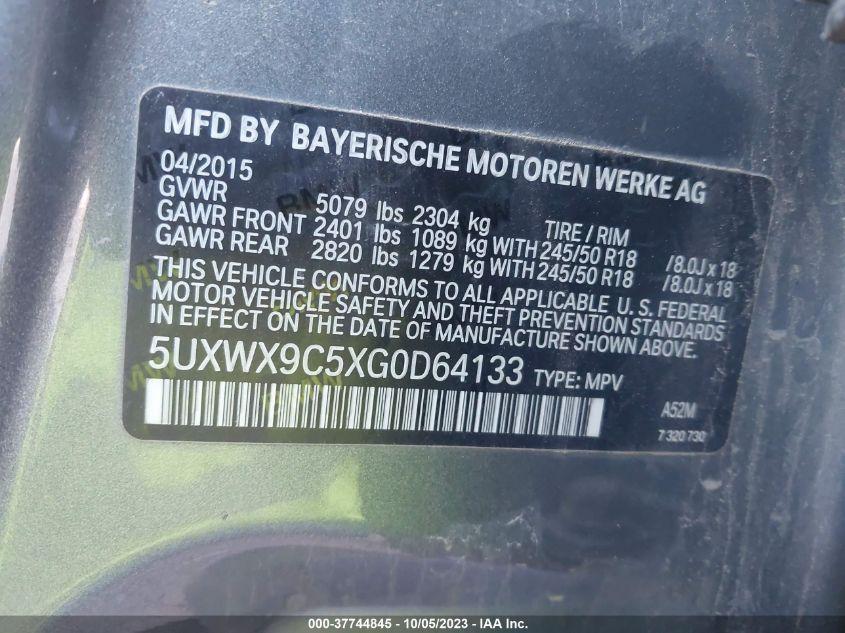 MFD BY BAYERISCHE MOTOREN WERKE AG
04/2015
GVWR 5079 lbs 2304 kg TIRE / RIM
GAWR FRONT 2401 lbs 1089 kg WITH 245/50 R18 /8.0J x 18
GAWR REAR 2820 lbs 1279 kg WITH 245/50 R18 /8.0J x 18
THIS VEHICLE CONFORMS TO ALL APPLICABLE U.S. FEDERAL
MOTOR VEHICLE SAFETY AND THEFT PREVENTION STANDARDS
IN EFFECT ON THE DATE OF MANUFACTURE SHOWN ABOVE.
5UXWX9C5XG0D64133 TYPE: MPV
A52M
7 320 730
000-37744845 - 10/05/2023 - IAA Inc.